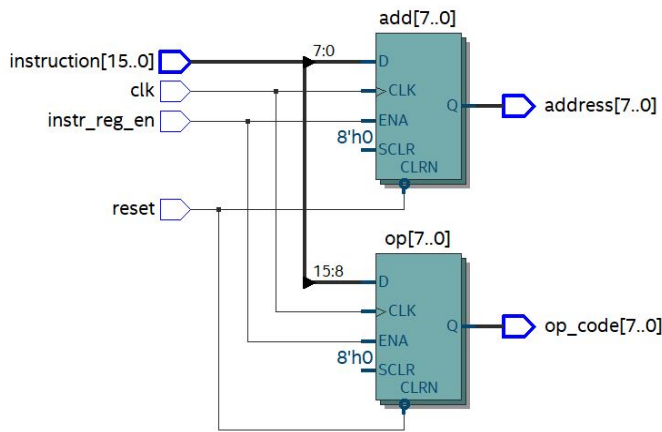 add[7..0]
instruction[15..0]
7:0
D
clk
CLK
Q
address[7..0]
instr_reg_en
ENA
8'h0
SCLR
CLRN
reset
op[7..0]
15:8
D
CLK
Q
op_code[7..0]
ENA
8'h0
SCLR
CLRN